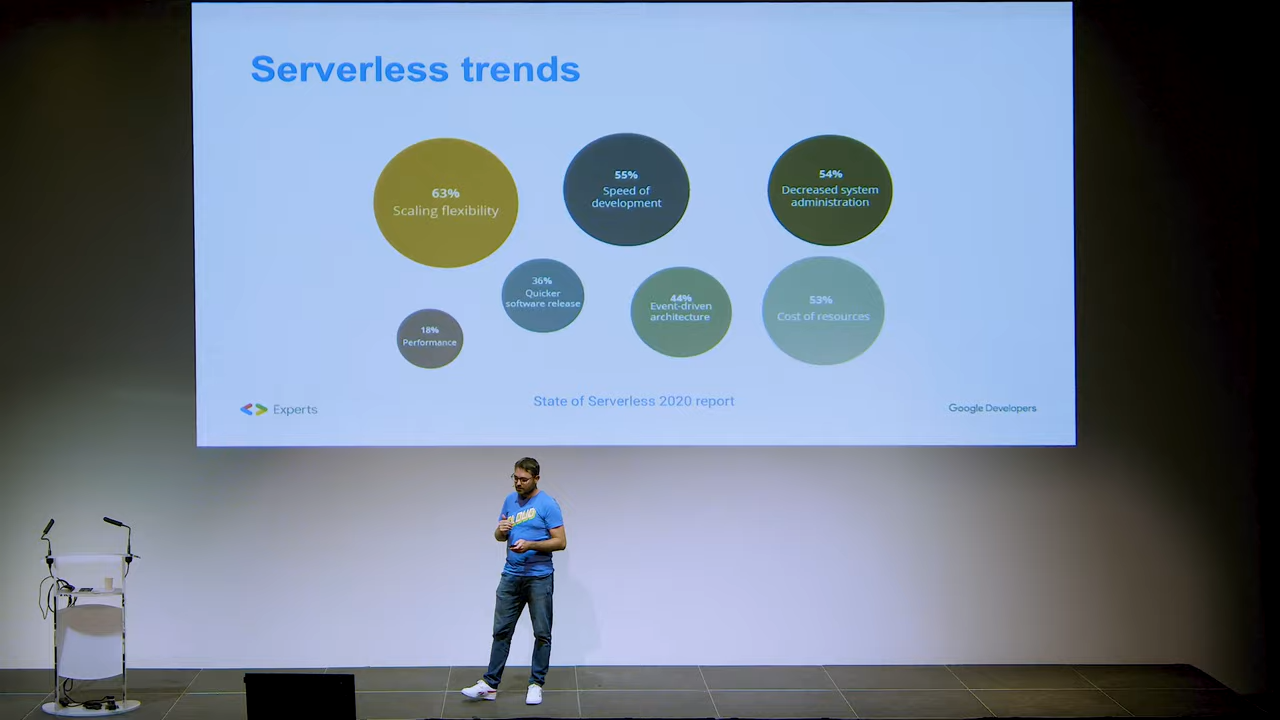 Serverless trends
63%
Scaling flexibility
55%
Speed of
development
54%
Decreased system
administration
36%
Quicker
software release
44%
Event-driven
architecture
53%
Cost of resources
18%
Performance
State of Serverless 2020 report
<> Experts
Google Developers